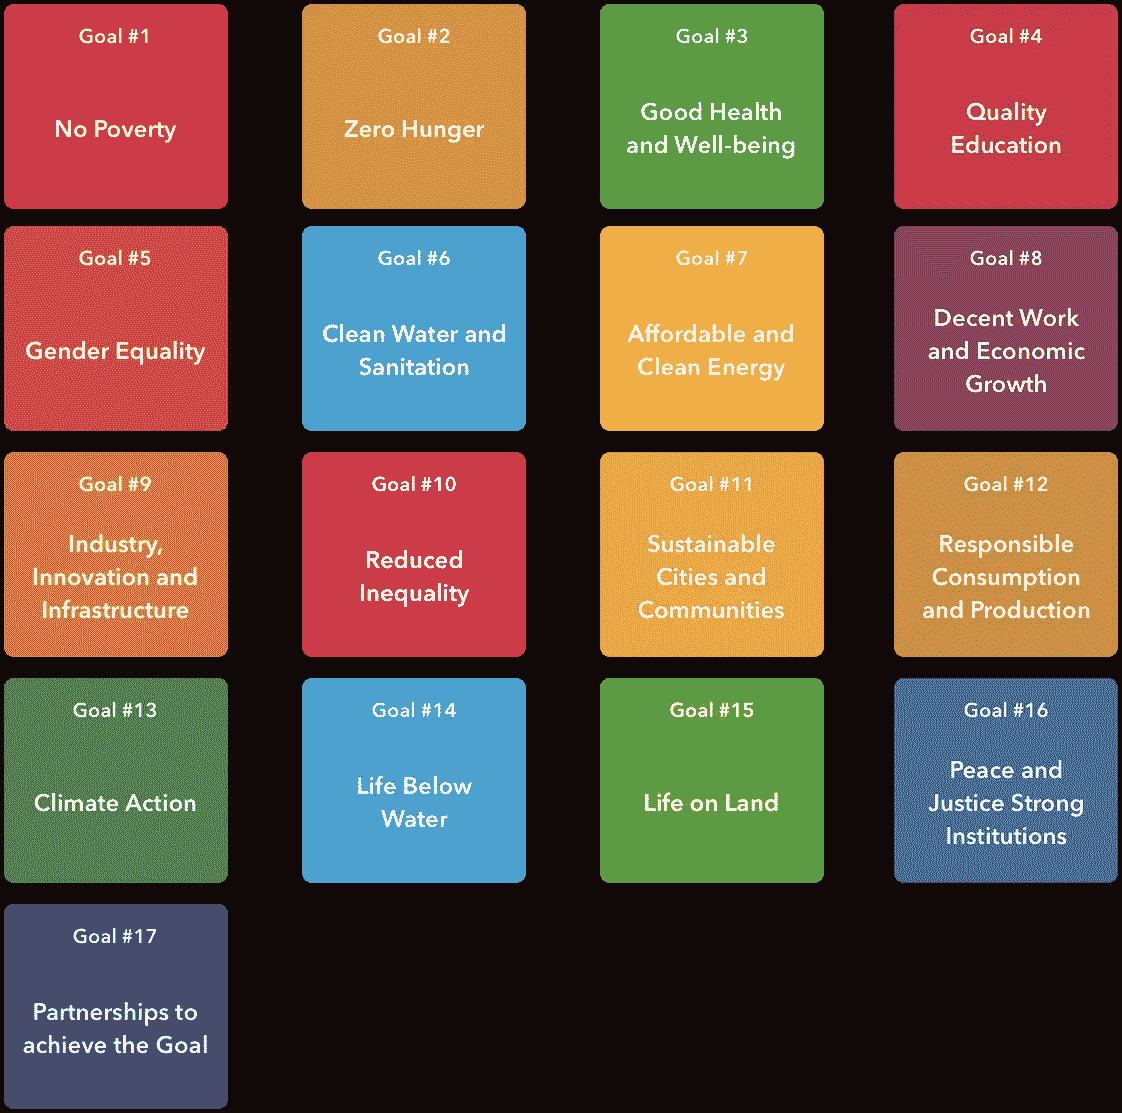 Goal #1
No Poverty
Goal #2
Zero Hunger
Goal #3
Good Health
and Well-being
Goal #4
Quality
Education
Goal #5
Gender Equality
Goal #6
Clean Water and
Sanitation
Goal #7
Affordable and
Clean Energy
Goal #8
Decent Work
and Economic
Growth
Goal #9
Industry,
Innovation and
Infrastructure
Goal #10
Reduced
Inequality
Goal #11
Sustainable
Cities and
Communities
Goal #12
Responsible
Consumption
and Production
Goal #13
Climate Action
Goal #14
Life Below
Water
Goal #15
Life on Land
Goal #16
Peace and
Justice Strong
Institutions
Goal #17
Partnerships to
achieve the Goal